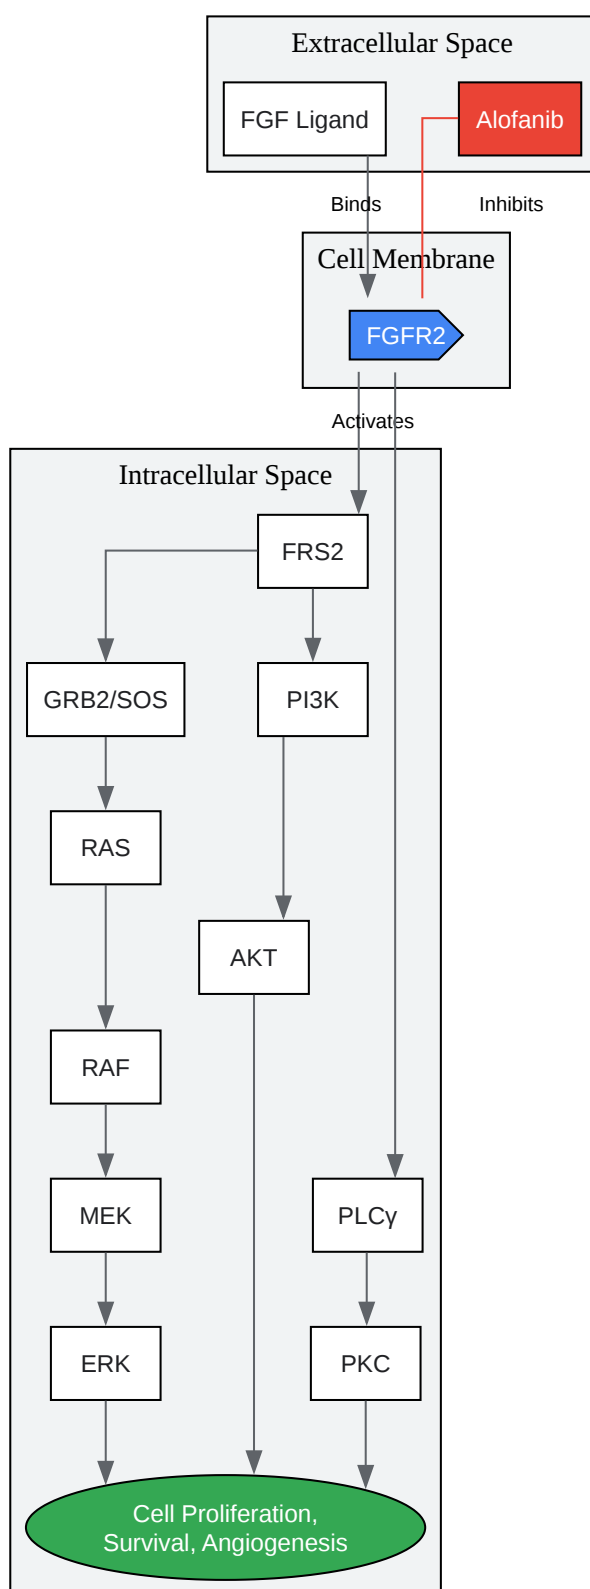 Extracellular Space
FGF Ligand
Alofanib
Binds
Inhibits
Cell Membrane
FGFR2
Activates
Intracellular Space
FRS2
GRB2/SOS
PI3K
RAS
AKT
RAF
MEK
PLCγ
ERK
PKC
Cell Proliferation,
Survival, Angiogenesis